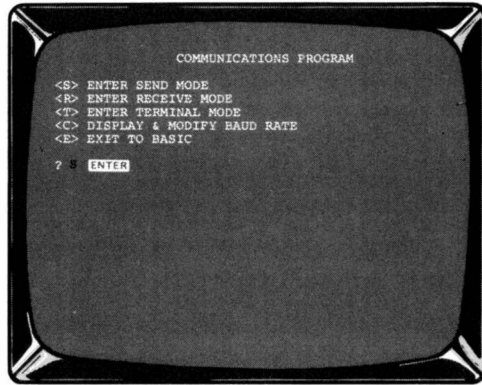 COMMUNICATIONS PROGRAM
<S> ENTER SEND MODE
<R> ENTER RECEIVE MODE
<T> ENTER TERMINAL MODE
<C> DISPLAY & MODIFY BAUD RATE
<E> EXIT TO BASIC
? S ENTER